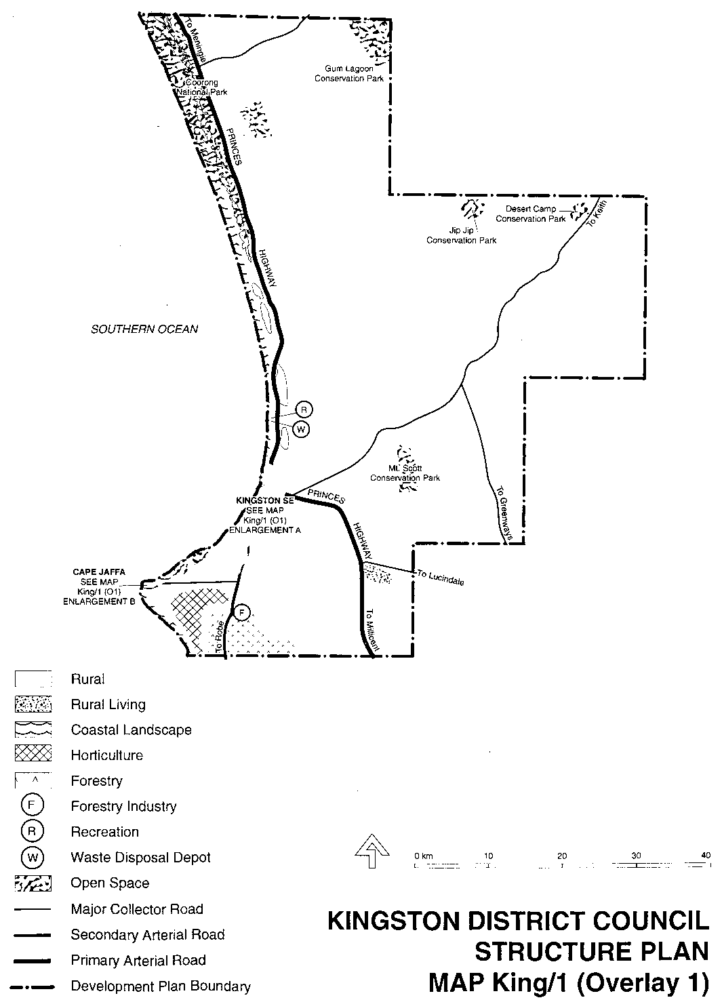 To Meningie
Gum Lagoon
Conservation Park
Coorong
National Park
PRINCES
HIGHWAY
Desert Camp
Conservation Park
To Keith
Jip Jip
Conservation Park
SOUTHERN OCEAN
R
W
Mt. Scott
Conservation Park
KINGSTON SE
SEE MAP
King/1 (O1)
ENLARGEMENT A
PRINCES
HIGHWAY
To Greenways
CAPE JAFFA
SEE MAP
King/1 (O1)
ENLARGEMENT B
To Lucindale
F
To Robe
To Millicent
Rural
Rural Living
Coastal Landscape
Horticulture
Forestry
F Forestry Industry
R Recreation
W Waste Disposal Depot
Open Space
Major Collector Road
Secondary Arterial Road
Primary Arterial Road
Development Plan Boundary
0 km 10 20 30 40
KINGSTON DISTRICT COUNCIL
STRUCTURE PLAN
MAP King/1 (Overlay 1)